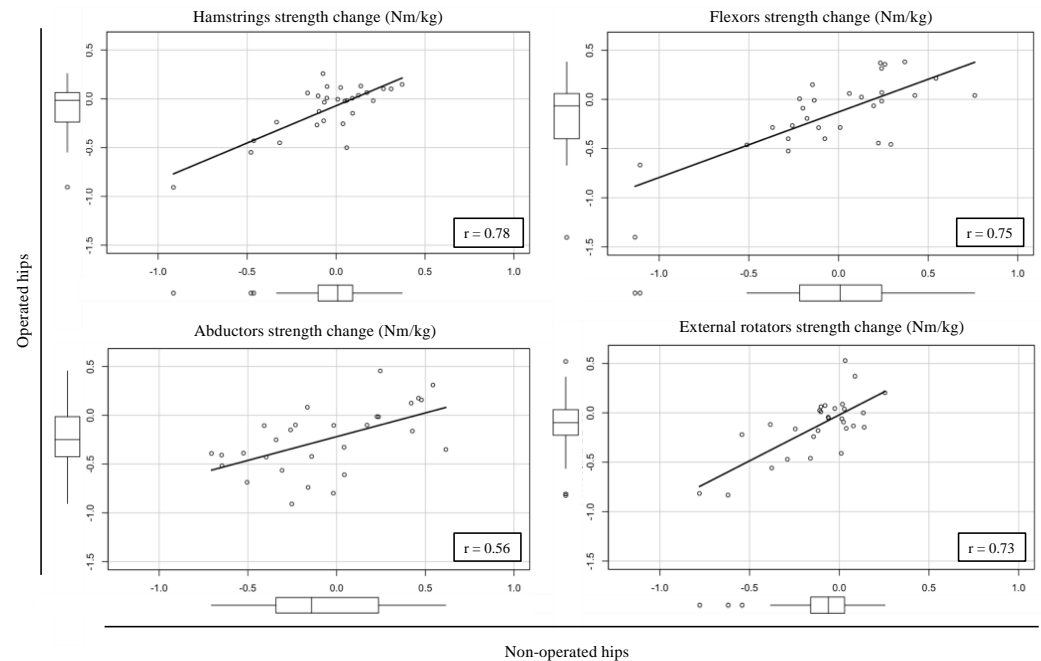 Hamstrings strength change (Nm/kg)
Flexors strength change (Nm/kg)
0.5
0.0
-0.5
-1.0
-1.5
r = 0.78
-1.0 -0.5 0.0 0.5 1.0
0.5
0.0
-0.5
-1.0
-1.5
r = 0.75
-1.0 -0.5 0.0 0.5 1.0
Operated hips
Abductors strength change (Nm/kg)
External rotators strength change (Nm/kg)
0.5
0.0
-0.5
-1.0
-1.5
r = 0.56
-1.0 -0.5 0.0 0.5 1.0
0.5
0.0
-0.5
-1.0
-1.5
r = 0.73
-1.0 -0.5 0.0 0.5 1.0
Non-operated hips